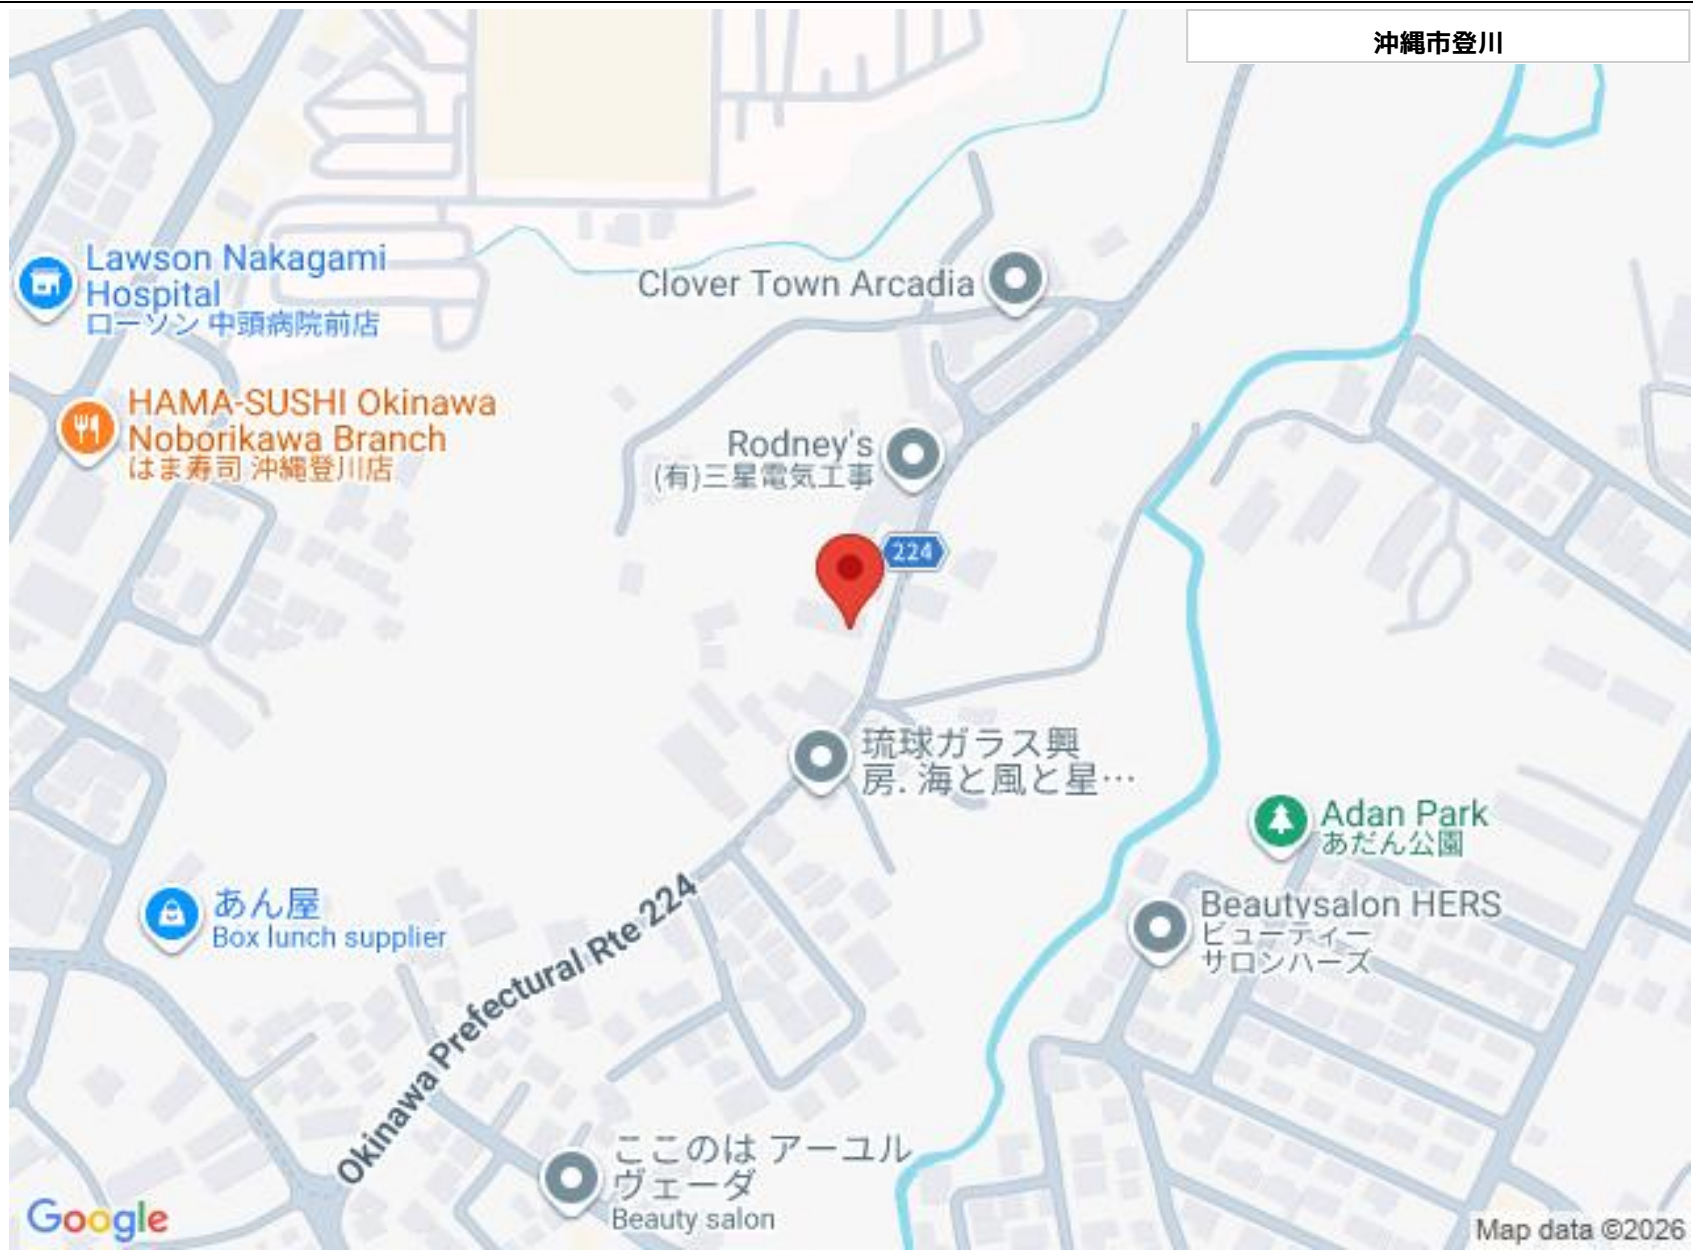 沖縄市登川
Lawson Nakagami
Hospital
ローソン 中頭病院前店
Clover Town Arcadia
HAMA-SUSHI Okinawa
Noborikawa Branch
はま寿司 沖縄登川店
Rodney's
(有)三星電気工事
224
琉球ガラス興
房. 海と風と星…
Adan Park
あだん公園
あん屋
Box lunch supplier
Okinawa Prefectural Rte 224
Beautysalon HERS
ビューティー
サロンハーズ
ここのは アーユル
ヴェーダ
Beauty salon
Google
Map data ©2026